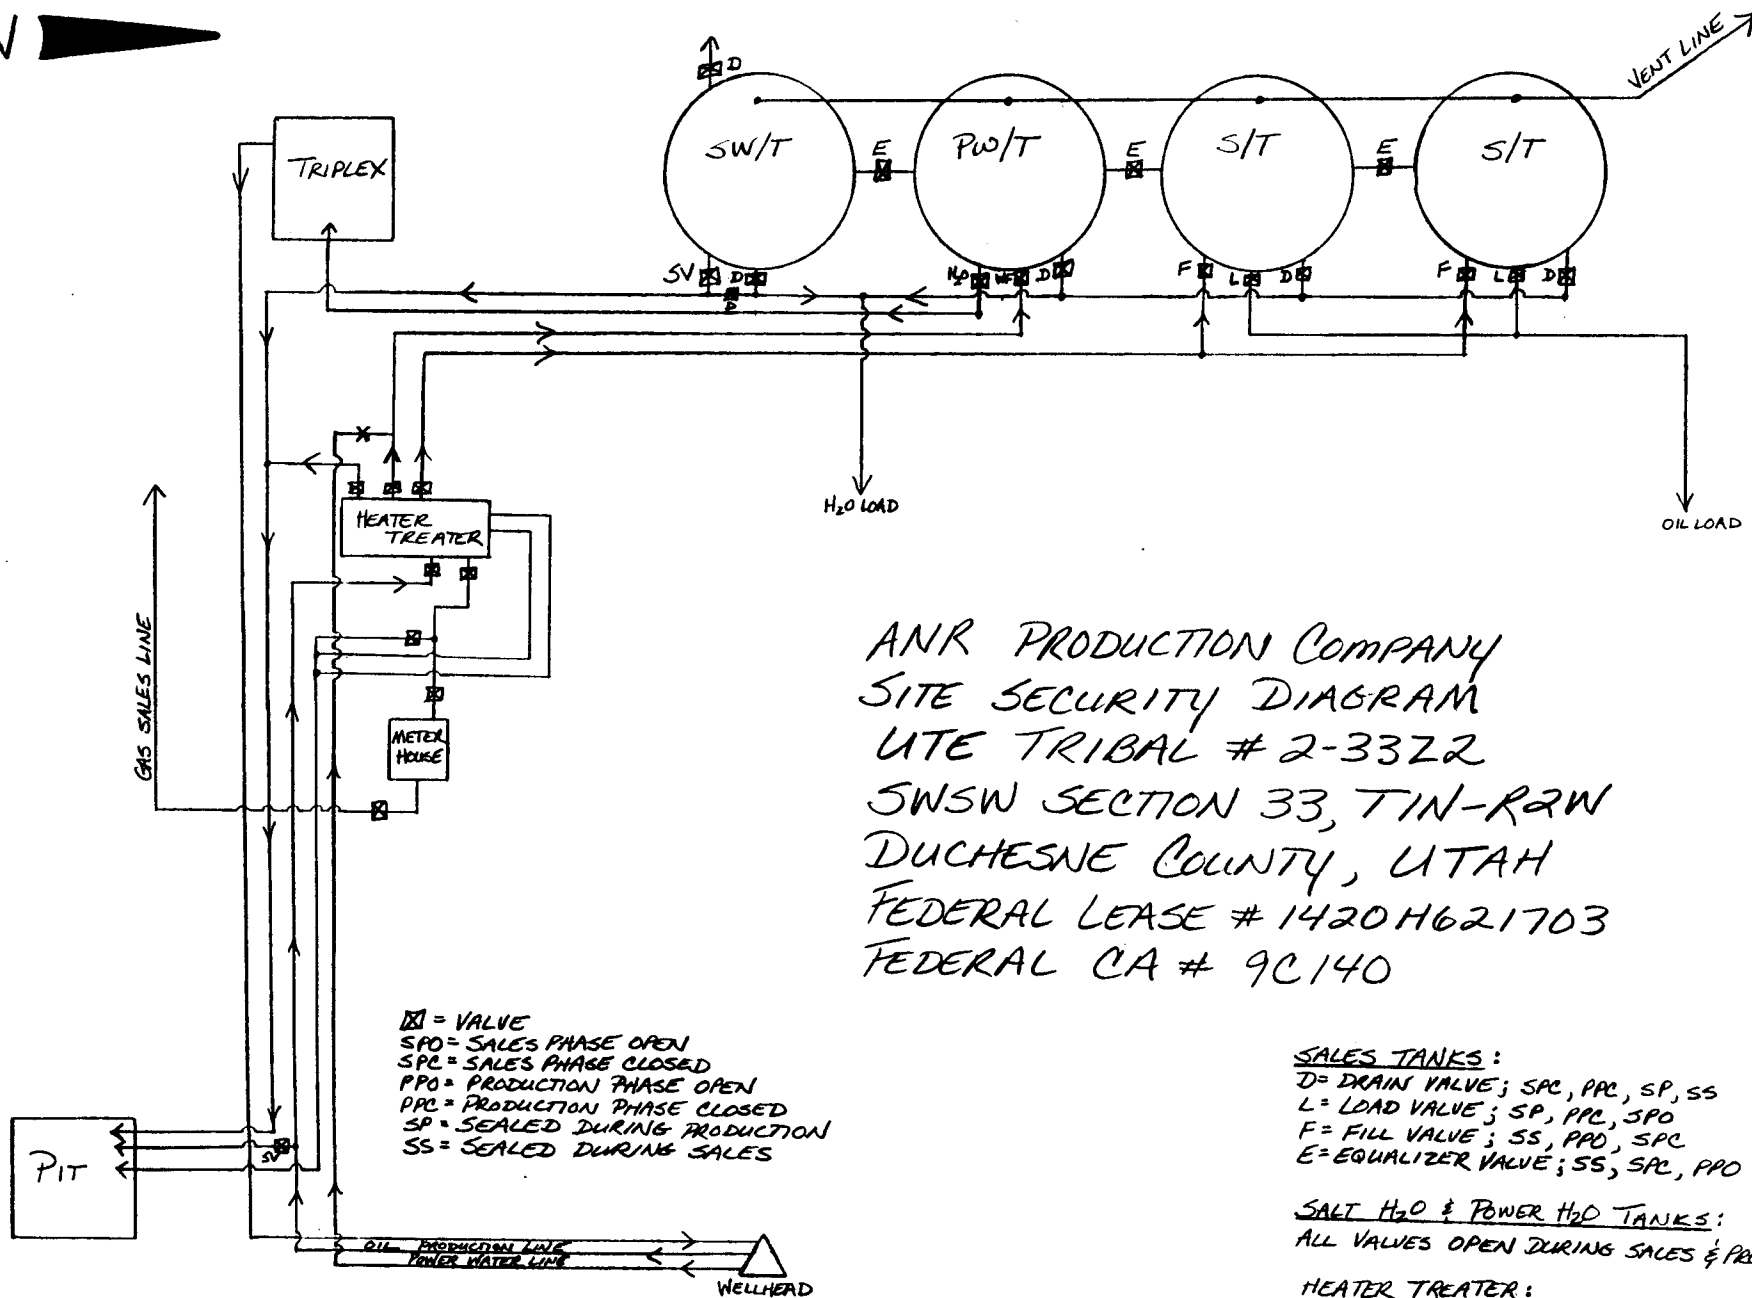 N
VENT LINE
D
SW/T
E
PW/T
E
S/T
E
S/T
TRIPLEX
SV
D
D
H2O
D
F
L
D
F
L
D
H2O LOAD
OIL LOAD
HEATER
TREATER
GAS SALES LINE
METER
HOUSE
ANR PRODUCTION COMPANY
SITE SECURITY DIAGRAM
UTE TRIBAL # 2-33Z2
SWSW SECTION 33, T1N-R2W
DUCHESNE COUNTY, UTAH
FEDERAL LEASE # 1420H621703
FEDERAL CA # 9C140
= VALVE
SPO = SALES PHASE OPEN
SPC = SALES PHASE CLOSED
PPO = PRODUCTION PHASE OPEN
PPC = PRODUCTION PHASE CLOSED
SP = SEALED DURING PRODUCTION
SS = SEALED DURING SALES
SALES TANKS:
D= DRAIN VALVE; SPC, PPC, SP, SS
L= LOAD VALVE; SP, PPC, SPO
F= FILL VALVE; SS, PPO, SPC
E= EQUALIZER VALVE; SS, SPC, PPO
SALT H2O & POWER H2O TANKS:
ALL VALVES OPEN DURING SALES &
HEATER TREATER:
PIT
SV
OIL PRODUCTION LINE
POWER WATER LINE
WELLHEAD